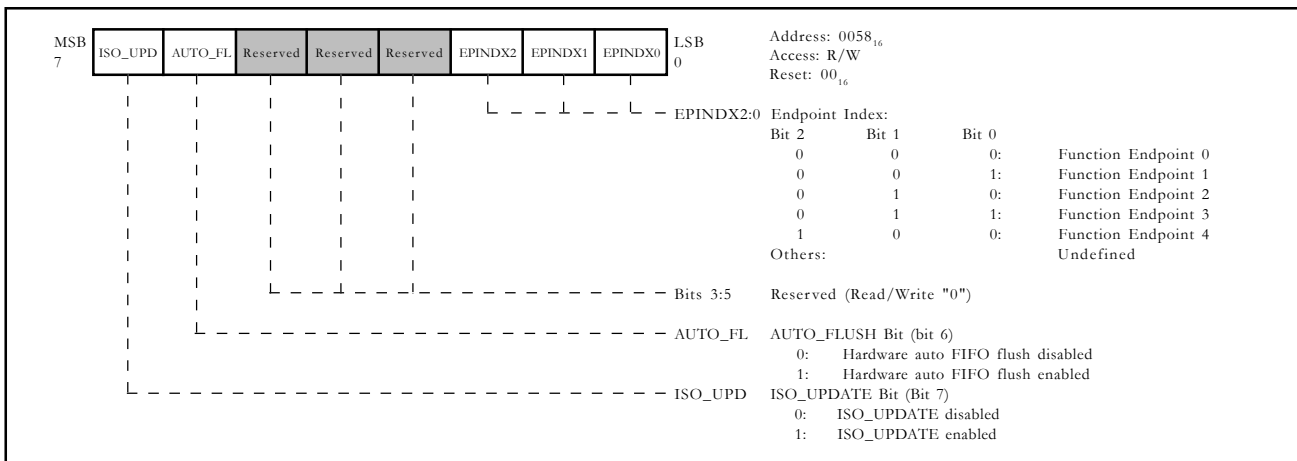 MSB
7
ISO_UPD AUTO_FL Reserved Reserved Reserved EPINDX2 EPINDX1 EPINDX0
LSB
0
Address: 0058₁₆
Access: R/W
Reset: 00₁₆
EPINDX2:0 Endpoint Index:
Bit 2 Bit 1 Bit 0
0 0 0: Function Endpoint 0
0 0 1: Function Endpoint 1
0 1 0: Function Endpoint 2
0 1 1: Function Endpoint 3
1 0 0: Function Endpoint 4
Others: Undefined
Bits 3:5 Reserved (Read/Write "0")
AUTO_FL AUTO_FLUSH Bit (bit 6)
0: Hardware auto FIFO flush disabled
1: Hardware auto FIFO flush enabled
ISO_UPD ISO_UPDATE Bit (Bit 7)
0: ISO_UPDATE disabled
1: ISO_UPDATE enabled